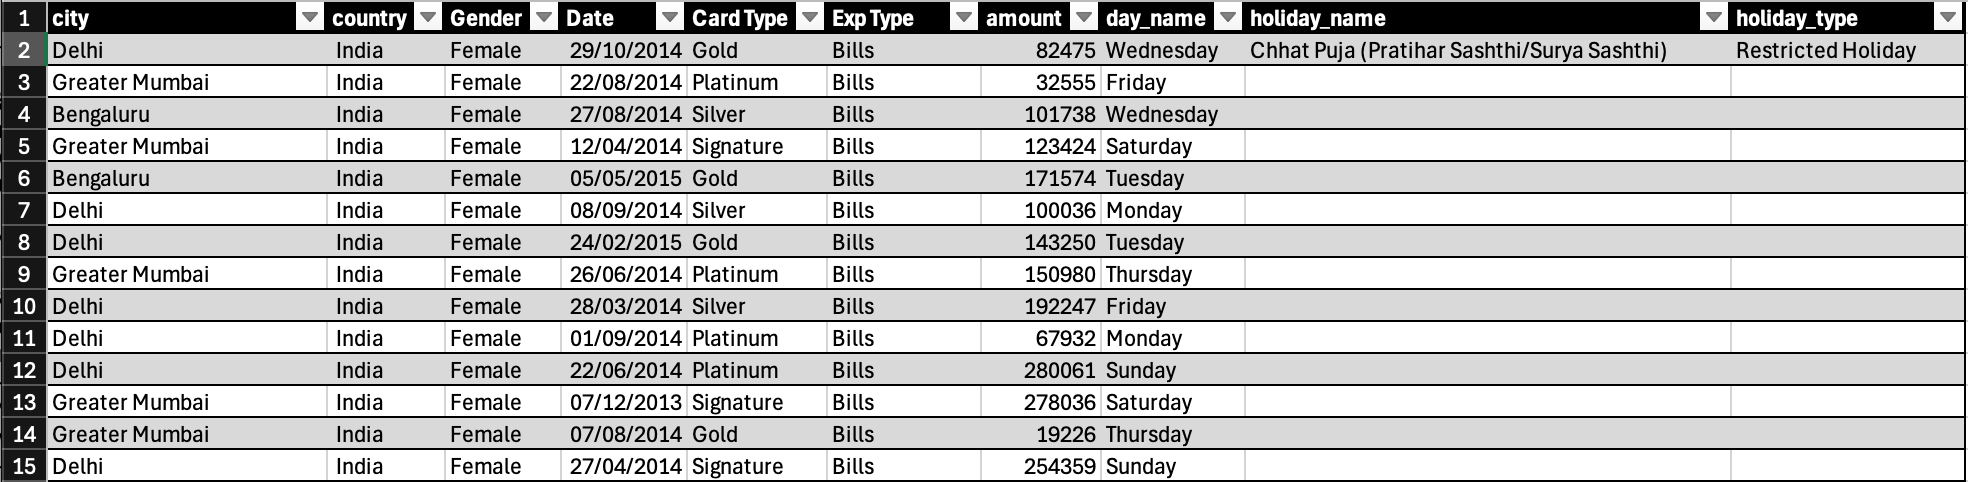 1 city country Gender Date Card Type Exp Type amount day_name holiday_name holiday_type
2 Delhi India Female 29/10/2014 Gold Bills 82475 Wednesday Chhat Puja (Pratihar Sashthi/Surya Sashthi) Restricted Holiday
3 Greater Mumbai India Female 22/08/2014 Platinum Bills 32555 Friday
4 Bengaluru India Female 27/08/2014 Silver Bills 101738 Wednesday
5 Greater Mumbai India Female 12/04/2014 Signature Bills 123424 Saturday
6 Bengaluru India Female 05/05/2015 Gold Bills 171574 Tuesday
7 Delhi India Female 08/09/2014 Silver Bills 100036 Monday
8 Delhi India Female 24/02/2015 Gold Bills 143250 Tuesday
9 Greater Mumbai India Female 26/06/2014 Platinum Bills 150980 Thursday
10 Delhi India Female 28/03/2014 Silver Bills 192247 Friday
11 Delhi India Female 01/09/2014 Platinum Bills 67932 Monday
12 Delhi India Female 22/06/2014 Platinum Bills 280061 Sunday
13 Greater Mumbai India Female 07/12/2013 Signature Bills 278036 Saturday
14 Greater Mumbai India Female 07/08/2014 Gold Bills 19226 Thursday
15 Delhi India Female 27/04/2014 Signature Bills 254359 Sunday